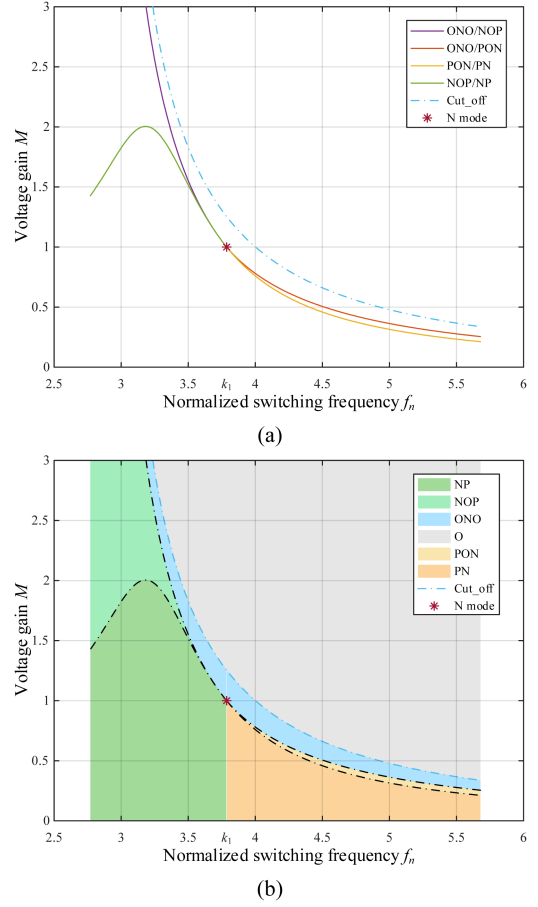 3
2.5
2
1.5
1
0.5
0
Voltage gain M
ONO/NOP
ONO/PON
PON/PN
NOP/NP
Cut_off
N mode
2.5 3 3.5 k1 4 4.5 5 5.5 6
Normalized switching frequency fn
(a)
3
2.5
2
1.5
1
0.5
0
Voltage gain M
NP
NOP
ONO
O
PON
PN
Cut_off
N mode
2.5 3 3.5 k1 4 4.5 5 5.5 6
Normalized switching frequency fn
(b)